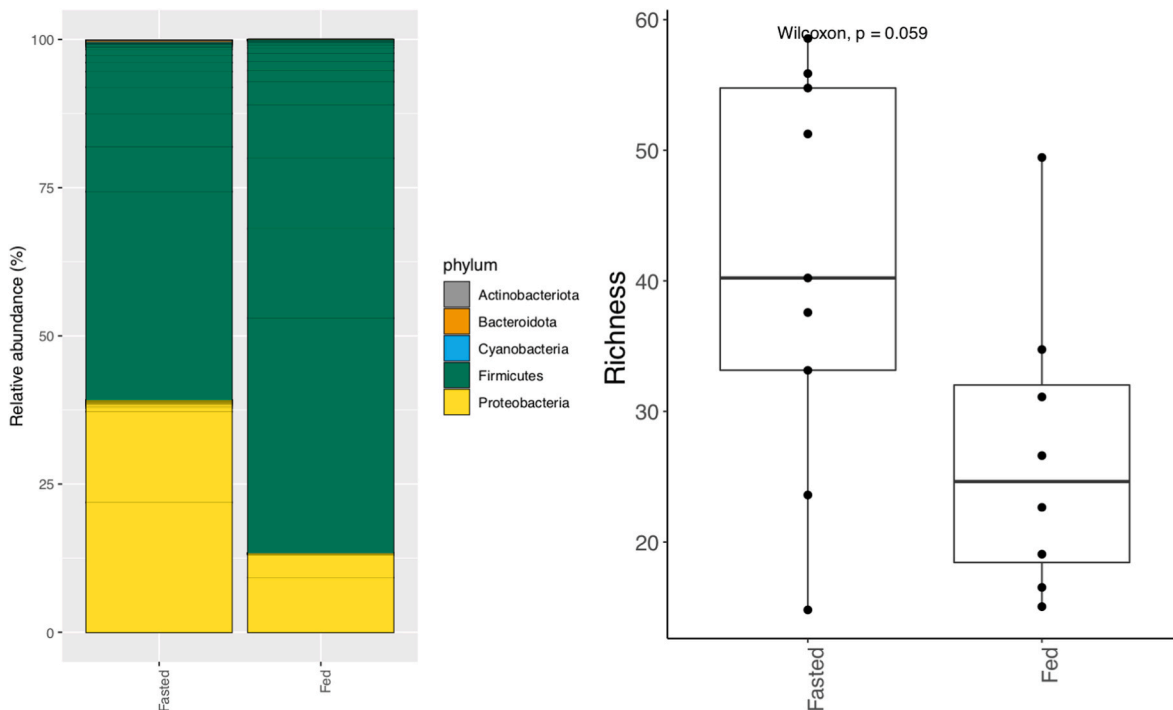 Relative abundance (%)
100
75
50
25
0
Fasted
Fed
phylum
Actinobacteriota
Bacteroidota
Cyanobacteria
Firmicutes
Proteobacteria
Richness
60
50
40
30
20
Wilcoxon, p = 0.059
Fasted
Fed